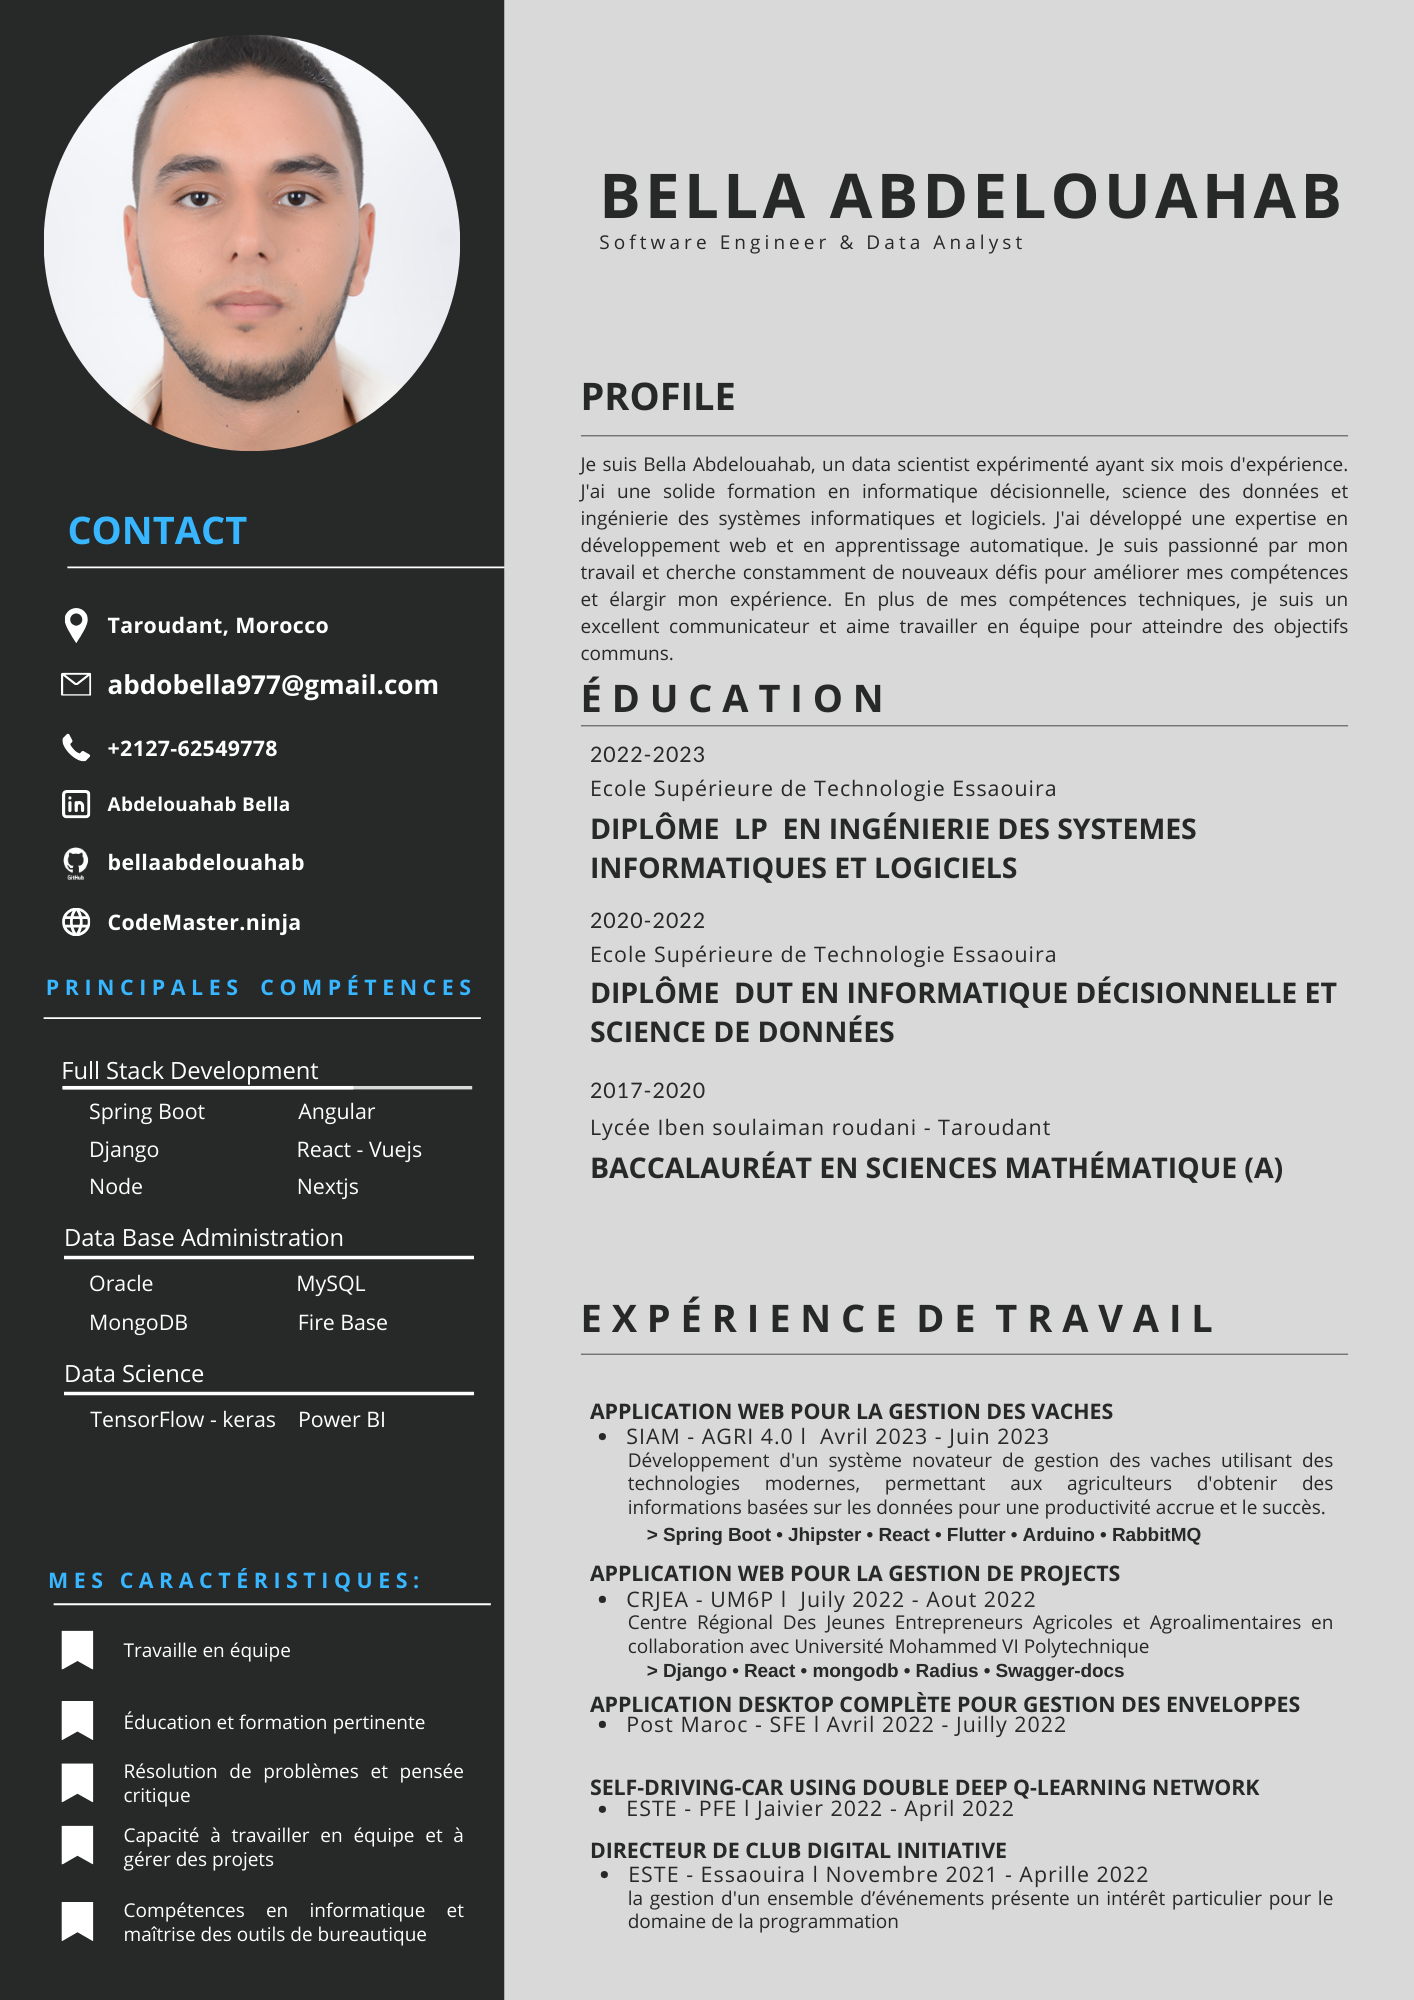 BELLA ABDELOUAHAB
Software Engineer & Data Analyst
CONTACT
Taroudant, Morocco
abdobella977@gmail.com
+2127-62549778
Abdelouahab Bella
GitHub
bellaabdelouahab
CodeMaster.ninja
PRINCIPALES COMPÉTENCES
Full Stack Development
Spring Boot Angular
Django React - Vuejs
Node Nextjs
Data Base Administration
Oracle MySQL
MongoDB Fire Base
Data Science
TensorFlow - keras Power BI
MES CARACTÉRISTIQUES:
Travaille en équipe
Éducation et formation pertinente
Résolution de problèmes et pensée
critique
Capacité à travailler en équipe et à
gérer des projets
Compétences en informatique et
maîtrise des outils de bureautique
PROFILE
Je suis Bella Abdelouahab, un data scientist expérimenté ayant six mois d'expérience.
J'ai une solide formation en informatique décisionnelle, science des données et
ingénierie des systèmes informatiques et logiciels. J'ai développé une expertise en
développement web et en apprentissage automatique. Je suis passionné par mon
travail et cherche constamment de nouveaux défis pour améliorer mes compétences
et élargir mon expérience. En plus de mes compétences techniques, je suis un
excellent communicateur et aime travailler en équipe pour atteindre des objectifs
communs.
ÉDUCATION
2022-2023
Ecole Supérieure de Technologie Essaouira
DIPLÔME LP EN INGÉNIERIE DES SYSTEMES
INFORMATIQUES ET LOGICIELS
2020-2022
Ecole Supérieure de Technologie Essaouira
DIPLÔME DUT EN INFORMATIQUE DÉCISIONNELLE ET
SCIENCE DE DONNÉES
2017-2020
Lycée Iben soulaiman roudani - Taroudant
BACCALAURÉAT EN SCIENCES MATHÉMATIQUE (A)
EXPÉRIENCE DE TRAVAIL
APPLICATION WEB POUR LA GESTION DES VACHES
• SIAM - AGRI 4.0 l Avril 2023 - Juin 2023
Développement d'un système novateur de gestion des vaches utilisant des
technologies modernes, permettant aux agriculteurs d'obtenir des
informations basées sur les données pour une productivité accrue et le succès.
> Spring Boot • Jhipster • React • Flutter • Arduino • RabbitMQ
APPLICATION WEB POUR LA GESTION DE PROJECTS
• CRJEA - UM6P l Juily 2022 - Aout 2022
Centre Régional Des Jeunes Entrepreneurs Agricoles et Agroalimentaires en
collaboration avec Université Mohammed VI Polytechnique
> Django • React • mongodb • Radius • Swagger-docs
APPLICATION DESKTOP COMPLÈTE POUR GESTION DES ENVELOPPES
• Post Maroc - SFE l Avril 2022 - Juilly 2022
SELF-DRIVING-CAR USING DOUBLE DEEP Q-LEARNING NETWORK
• ESTE - PFE l Jaivier 2022 - April 2022
DIRECTEUR DE CLUB DIGITAL INITIATIVE
• ESTE - Essaouira l Novembre 2021 - Aprille 2022
la gestion d'un ensemble d’événements présente un intérêt particulier pour le
domaine de la programmation